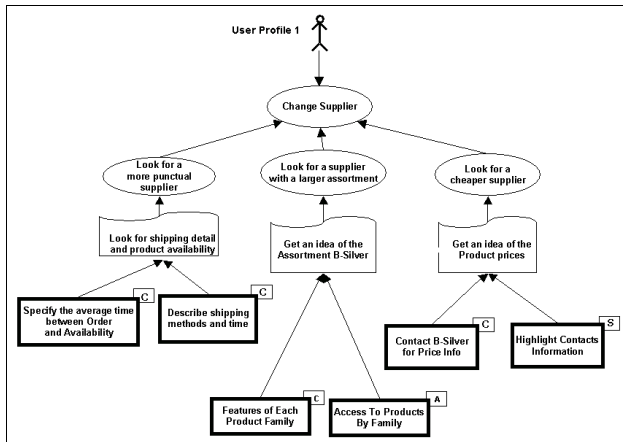 User Profile 1
Change Supplier
Look for a
more punctual
supplier
Look for a supplier
with a larger assortment
Look for a
cheaper supplier
Look for shipping detail
and product availability
Get an idea of the
Assortment B-Silver
Get an idea of the
Product prices
C
Specify the average time
between Order
and Availability
C
Describe shipping
methods and time
C
Contact B-Silver
for Price Info
S
Highlight Contacts
Information
C
Features of Each
Product Family
A
Access To Products
By Family